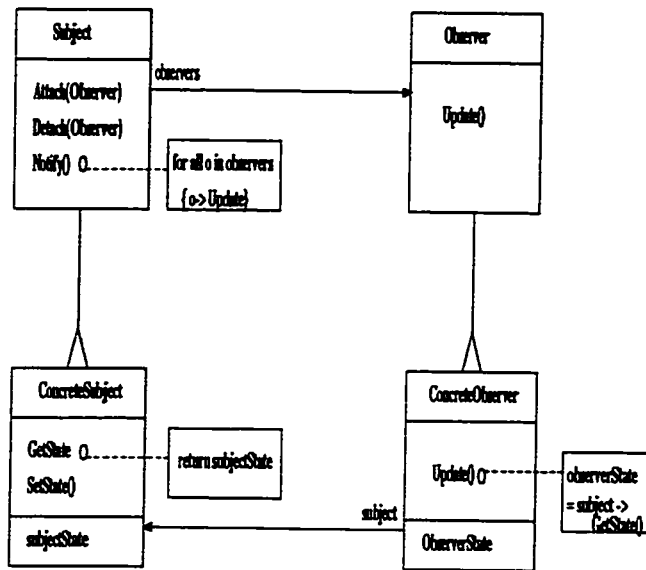 Subject
Attach(Observer)
Detach(Observer)
Notify()
for all o in observers
{ o-> Update}
observers
Observer
Update()
ConcreteSubject
GetState
SetState()
subjectState
return subjectState
subject
ConcreteObserver
Update()
ObserverState
observerState
= subject ->
GetState()